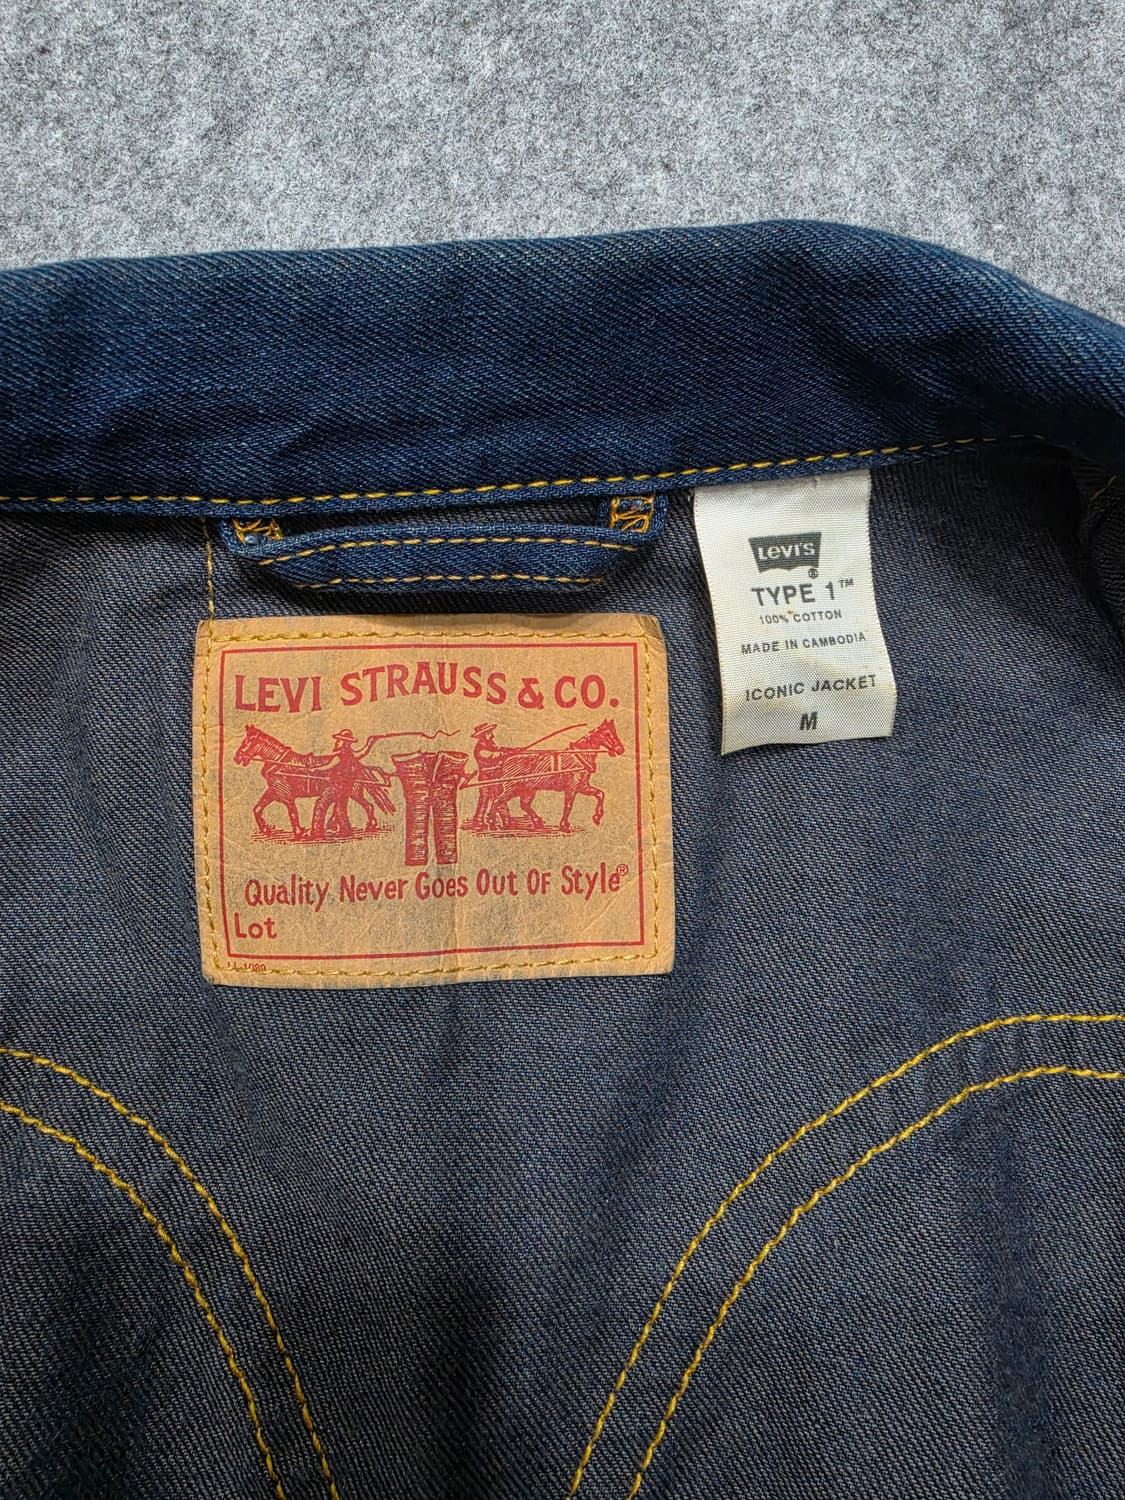 LEVI STRAUSS & CO.
Quality Never Goes Out Of Style®
Lot
Levi's®
TYPE 1™
100% COTTON
MADE IN CAMBODIA
ICONIC JACKET
M